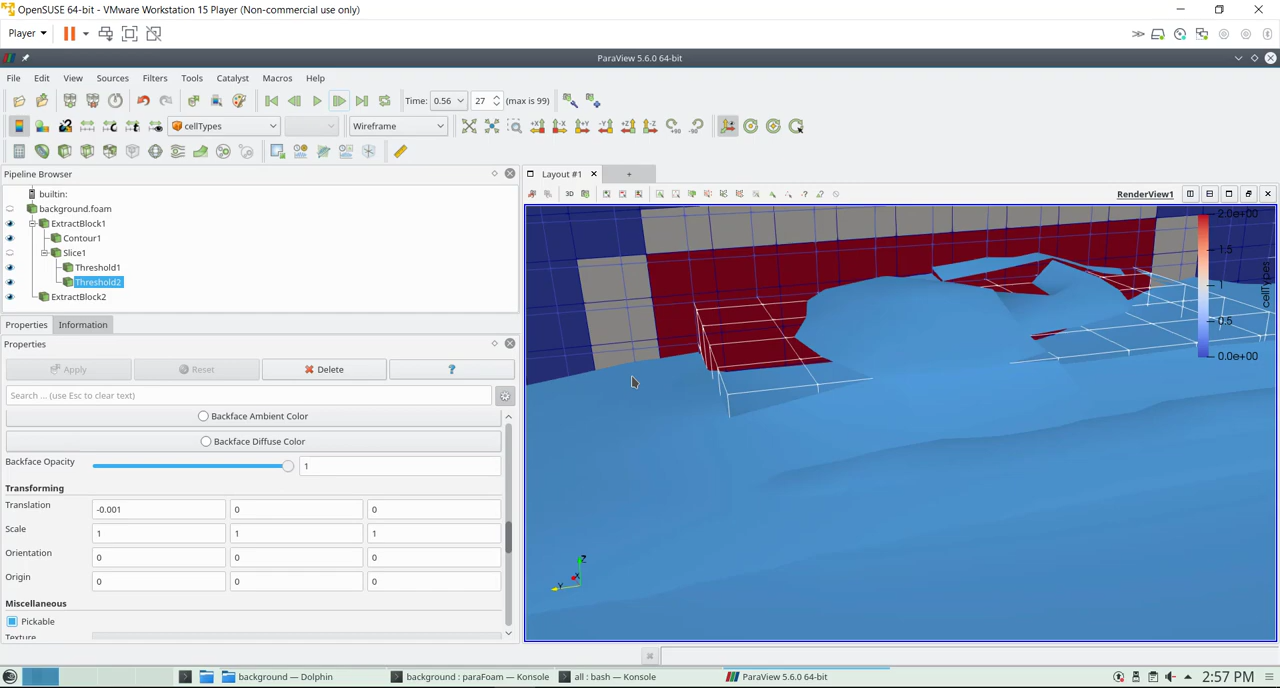 OpenSUSE 64-bit - VMware Workstation 15 Player (Non-commercial use only)
Player
ParaView 5.6.0 64-bit
File Edit View Sources Filters Tools Catalyst Macros Help
Time: 0.56 27 (max is 99)
cellTypes Wireframe
+X -X +Y -Y +Z -Z +90 -90
Pipeline Browser
Layout #1 +
builtin:
3D
RenderView1
background.foam
ExtractBlock1
Contour1
Slice1
Threshold1
Threshold2
ExtractBlock2
2.0e+00
1.5
1
0.5
0.0e+00
cellTypes
Properties Information
Properties
Apply Reset Delete ?
Search ... (use Esc to clear text)
Backface Ambient Color
Backface Diffuse Color
Backface Opacity 1
Transforming
Translation -0.001 0 0
Scale 1 1 1
Orientation 0 0 0
Origin 0 0 0
Miscellaneous
Pickable
Texture
Z
X
Y
background — Dolphin background : paraFoam — Konsole all : bash — Konsole ParaView 5.6.0 64-bit 2:57 PM